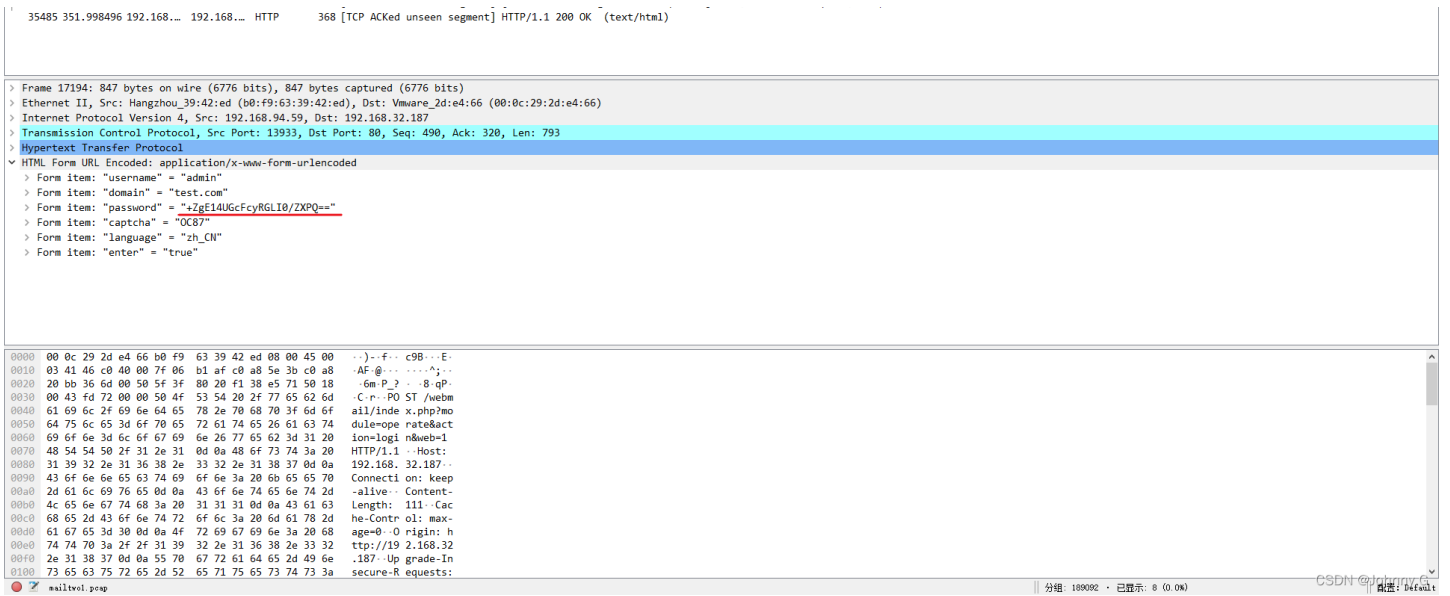 35485 351.998496 192.168.… 192.168.… HTTP 368 [TCP ACKed unseen segment] HTTP/1.1 200 OK (text/html)
Frame 17194: 847 bytes on wire (6776 bits), 847 bytes captured (6776 bits)
Ethernet II, Src: Hangzhou_39:42:ed (b0:f9:63:39:42:ed), Dst: Vmware_2d:e4:66 (00:0c:29:2d:e4:66)
Internet Protocol Version 4, Src: 192.168.94.59, Dst: 192.168.32.187
Transmission Control Protocol, Src Port: 13933, Dst Port: 80, Seq: 490, Ack: 320, Len: 793
Hypertext Transfer Protocol
HTML Form URL Encoded: application/x-www-form-urlencoded
Form item: "username" = "admin"
Form item: "domain" = "test.com"
Form item: "password" = "+ZgE14UGcFcyRGLI0/ZXPQ=="
Form item: "captcha" = "OC87"
Form item: "language" = "zh_CN"
Form item: "enter" = "true"
0000 00 0c 29 2d e4 66 b0 f9 63 39 42 ed 08 00 45 00 ··)-·f·· c9B···E·
0010 03 41 46 c0 40 00 7f 06 b1 af c0 a8 5e 3b c0 a8 ·AF·@··· ····^;··
0020 20 bb 36 6d 00 50 5f 3f 80 20 f1 38 e5 71 50 18 ·6m·P_? · ·8·qP·
0030 00 43 fd 72 00 00 50 4f 53 54 20 2f 77 65 62 6d ·C·r··PO ST /webm
0040 61 69 6c 2f 69 6e 64 65 78 2e 70 68 70 3f 6d 6f ail/inde x.php?mo
0050 64 75 6c 65 3d 6f 70 65 72 61 74 65 26 61 63 74 dule=ope rate&act
0060 69 6f 6e 3d 6c 6f 67 69 6e 26 77 65 62 3d 31 20 ion=logi n&web=1
0070 48 54 54 50 2f 31 2e 31 0d 0a 48 6f 73 74 3a 20 HTTP/1.1 ··Host:
0080 31 39 32 2e 31 36 38 2e 33 32 2e 31 38 37 0d 0a 192.168. 32.187··
0090 43 6f 6e 6e 65 63 74 69 6f 6e 3a 20 6b 65 65 70 Connecti on: keep
00a0 2d 61 6c 69 76 65 0d 0a 43 6f 6e 74 65 6e 74 2d -alive·· Content-
00b0 4c 65 6e 67 74 68 3a 20 31 31 31 0d 0a 43 61 63 Length: 111··Cac
00c0 68 65 2d 43 6f 6e 74 72 6f 6c 3a 20 6d 61 78 2d he-Contr ol: max-
00d0 61 67 65 3d 30 0d 0a 4f 72 69 67 69 6e 3a 20 68 age=0··O rigin: h
00e0 74 74 70 3a 2f 2f 31 39 32 2e 31 36 38 2e 33 32 ttp://19 2.168.32
00f0 2e 31 38 37 0d 0a 55 70 67 72 61 64 65 2d 49 6e .187··Up grade-In
0100 73 65 63 75 72 65 2d 52 65 71 75 65 73 74 73 3a secure-R equests:
mailtwo1.pcap 分组: 189092 · 已显示: 8 (0.0%) 配置: Default
CSDN @Johnny.G